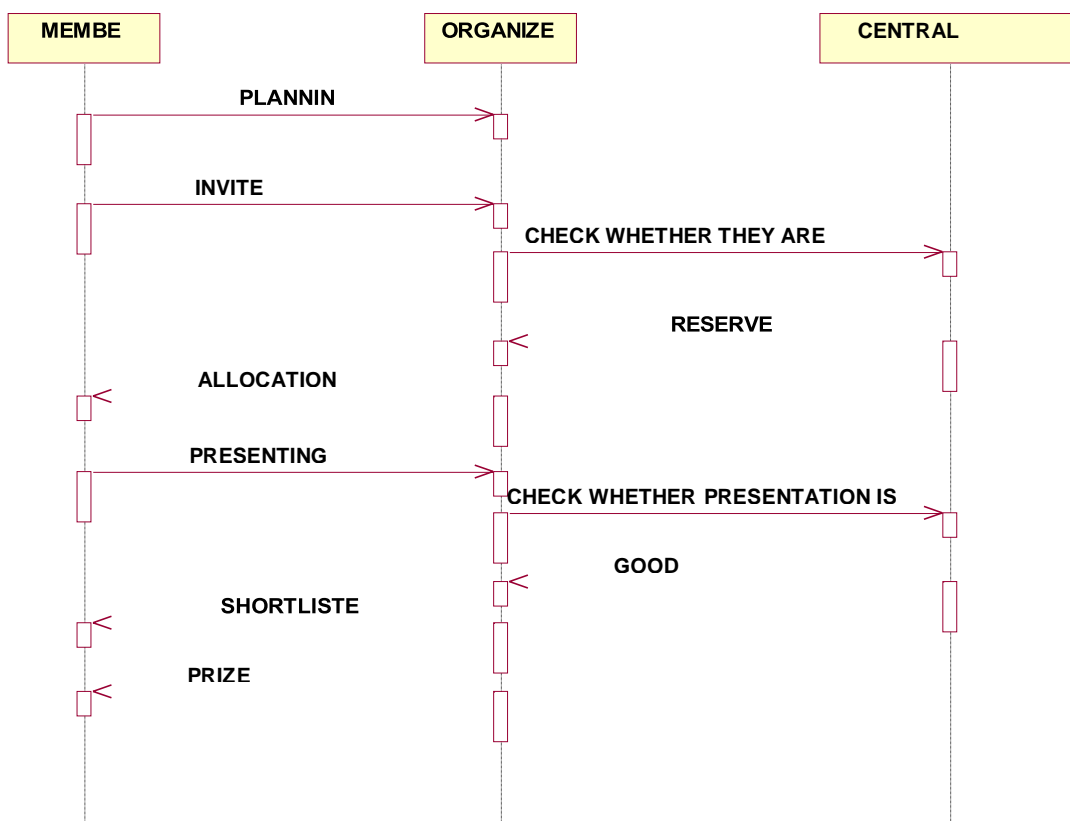 MEMBE
ORGANIZE
CENTRAL
PLANNIN
INVITE
CHECK WHETHER THEY ARE
RESERVE
ALLOCATION
PRESENTING
CHECK WHETHER PRESENTATION IS
GOOD
SHORTLISTE
PRIZE